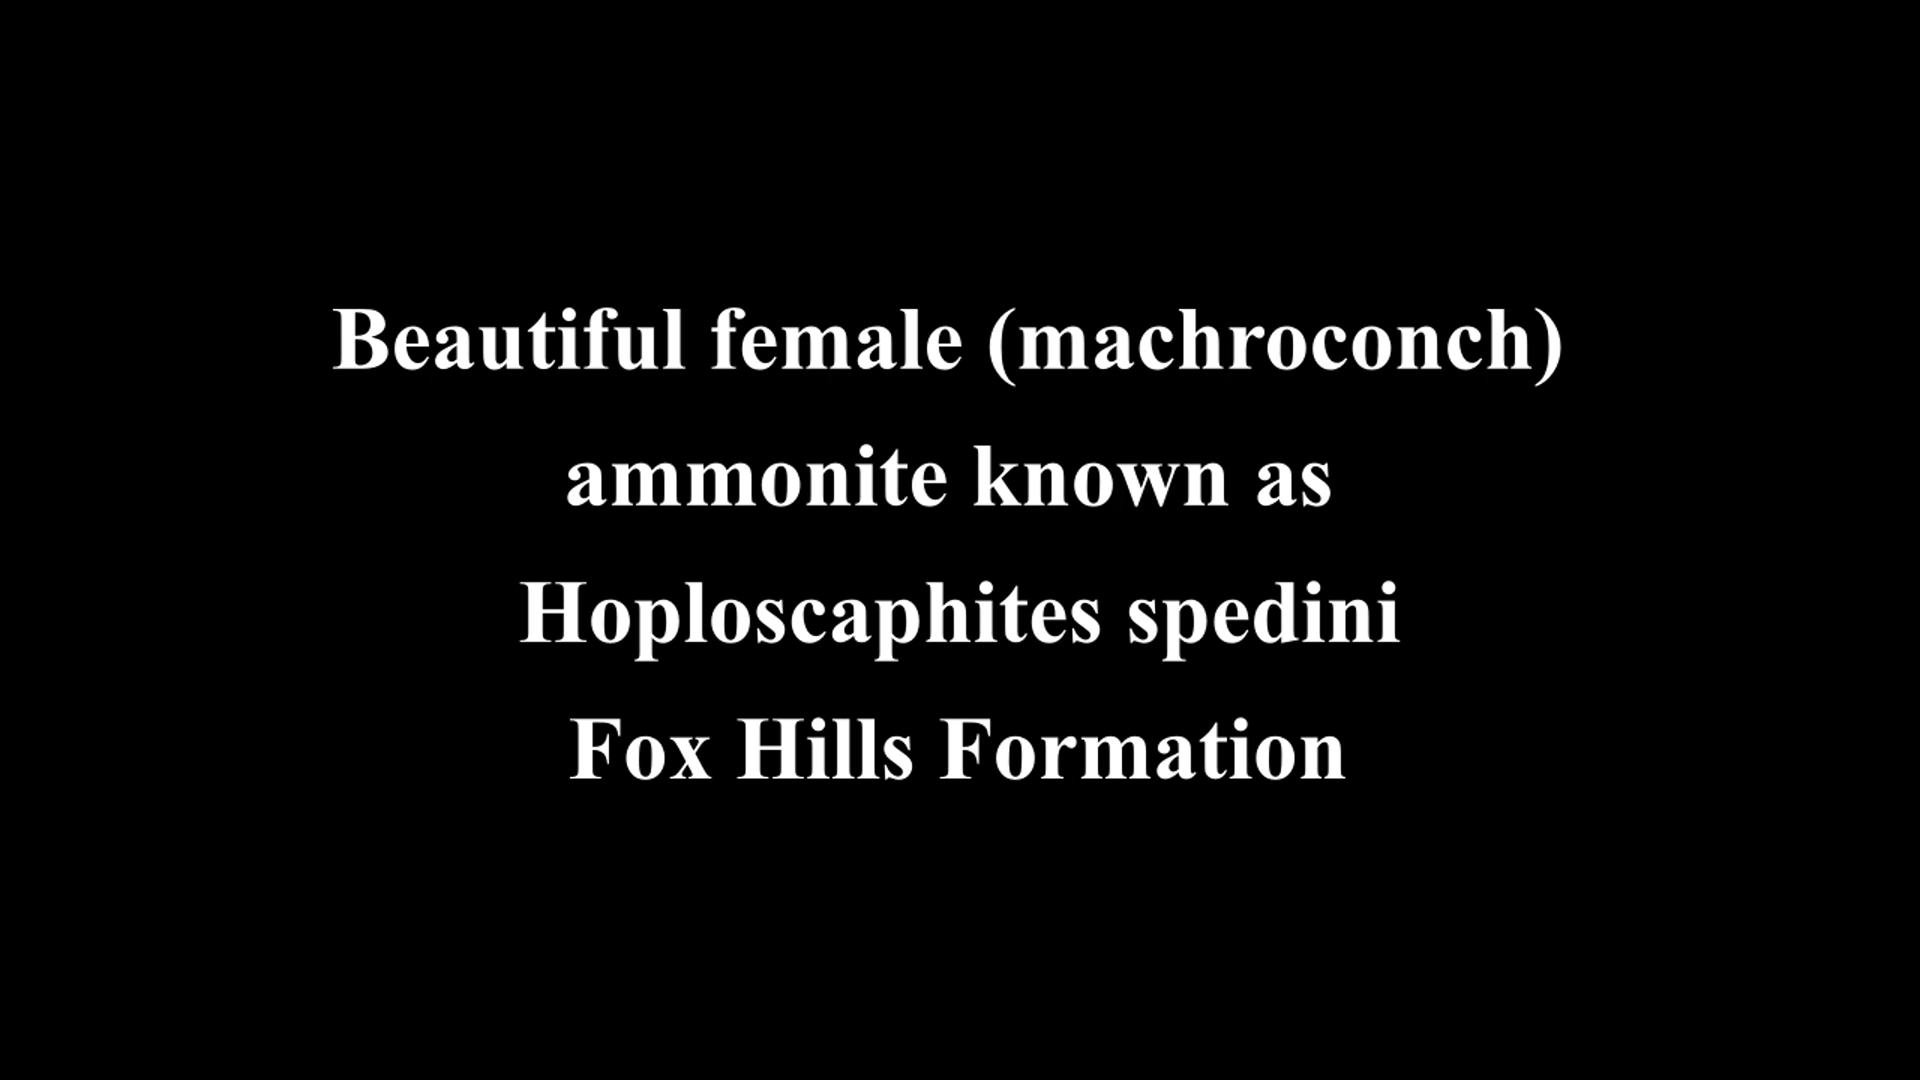 Beautiful female (machroconch)
ammonite known as
Hoploscaphites spedini
Fox Hills Formation